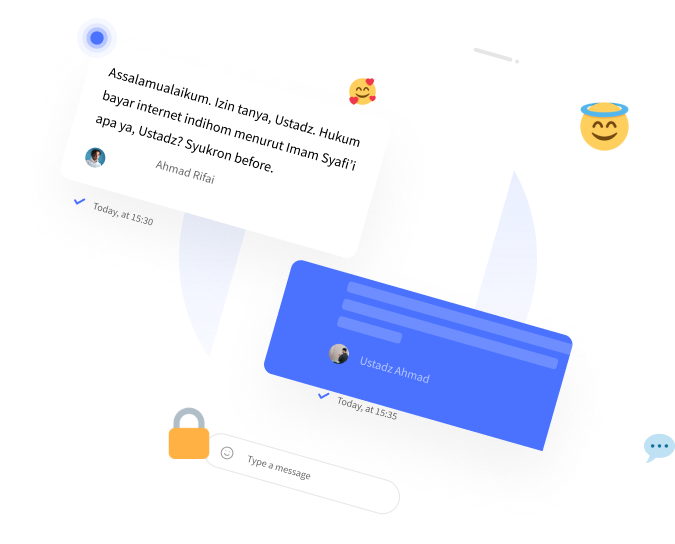 Assalamualaikum. Izin tanya, Ustadz. Hukum
bayar internet indihom menurut Imam Syafi'i
apa ya, Ustadz? Syukron before.
Ahmad Rifai
Today, at 15:30
Ustadz Ahmad
Today, at 15:35
Type a message